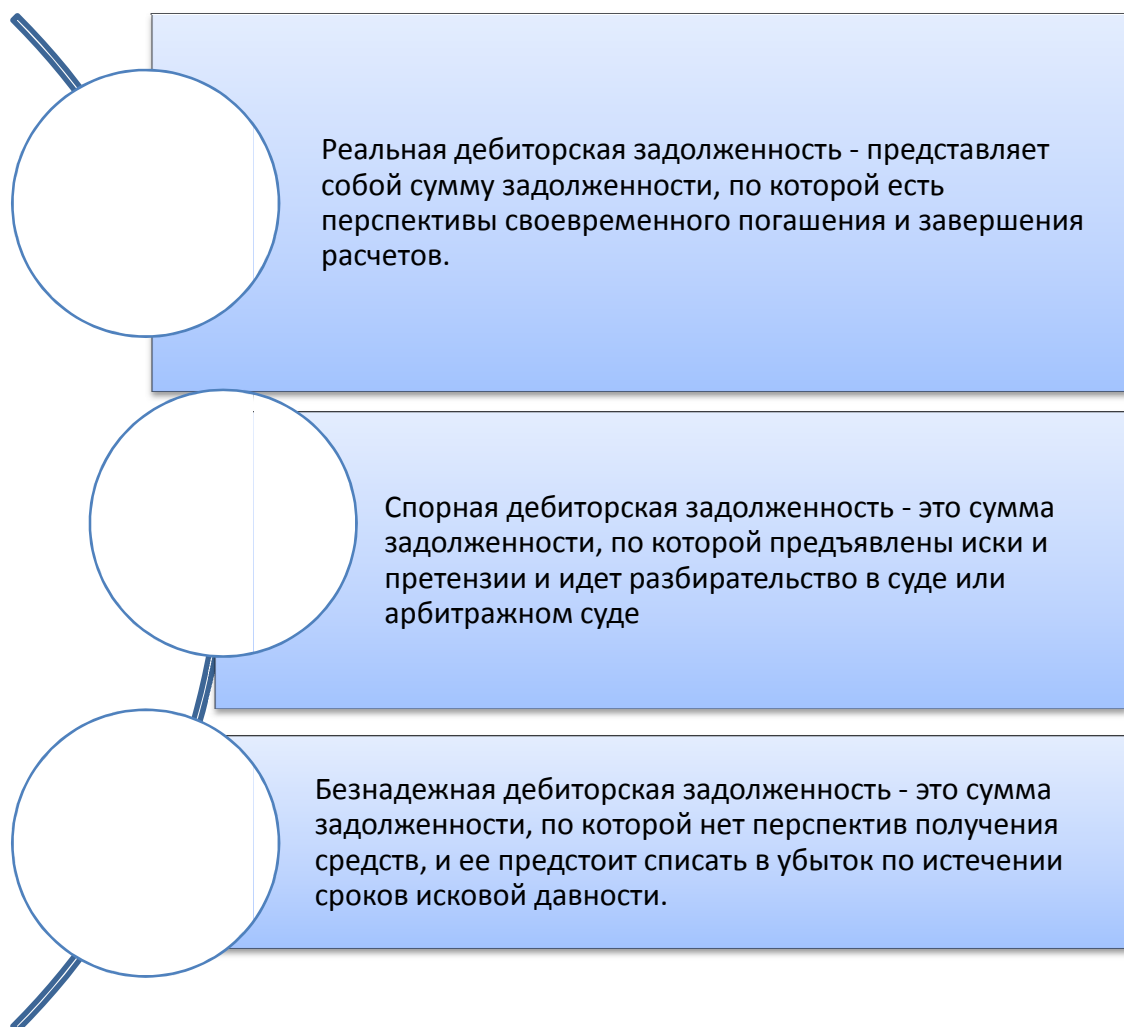 Реальная дебиторская задолженность - представляет
собой сумму задолженности, по которой есть
перспективы своевременного погашения и завершения
расчетов.
Спорная дебиторская задолженность - это сумма
задолженности, по которой предъявлены иски и
претензии и идет разбирательство в суде или
арбитражном суде
Безнадежная дебиторская задолженность - это сумма
задолженности, по которой нет перспектив получения
средств, и ее предстоит списать в убыток по истечении
сроков исковой давности.